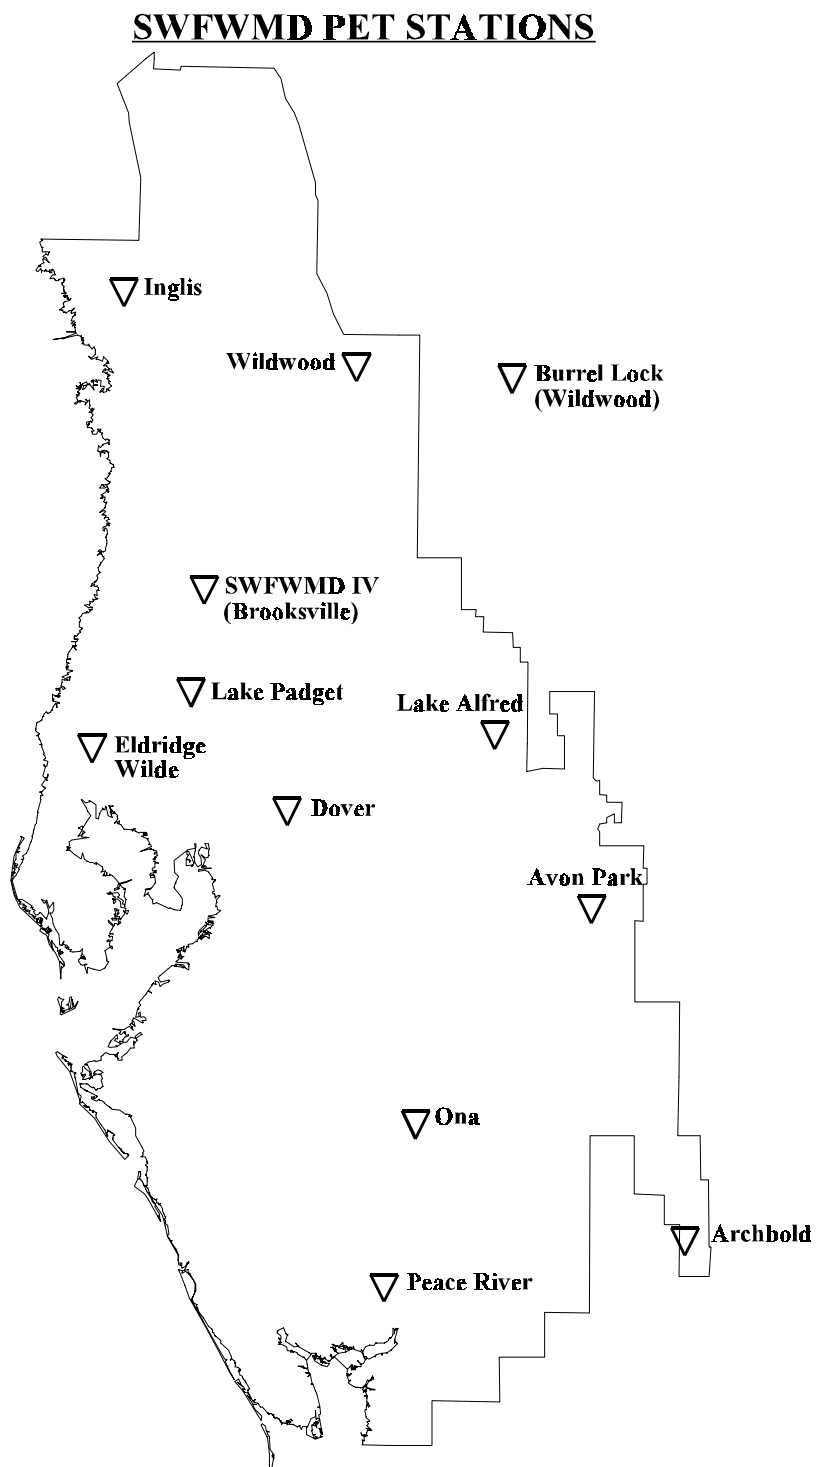 SWFWMD PET STATIONS
Inglis
Wildwood
Burrel Lock
(Wildwood)
SWFWMD IV
(Brooksville)
Lake Padget
Lake Alfred
Eldridge
Wilde
Dover
Avon Park
Ona
Archbold
Peace River